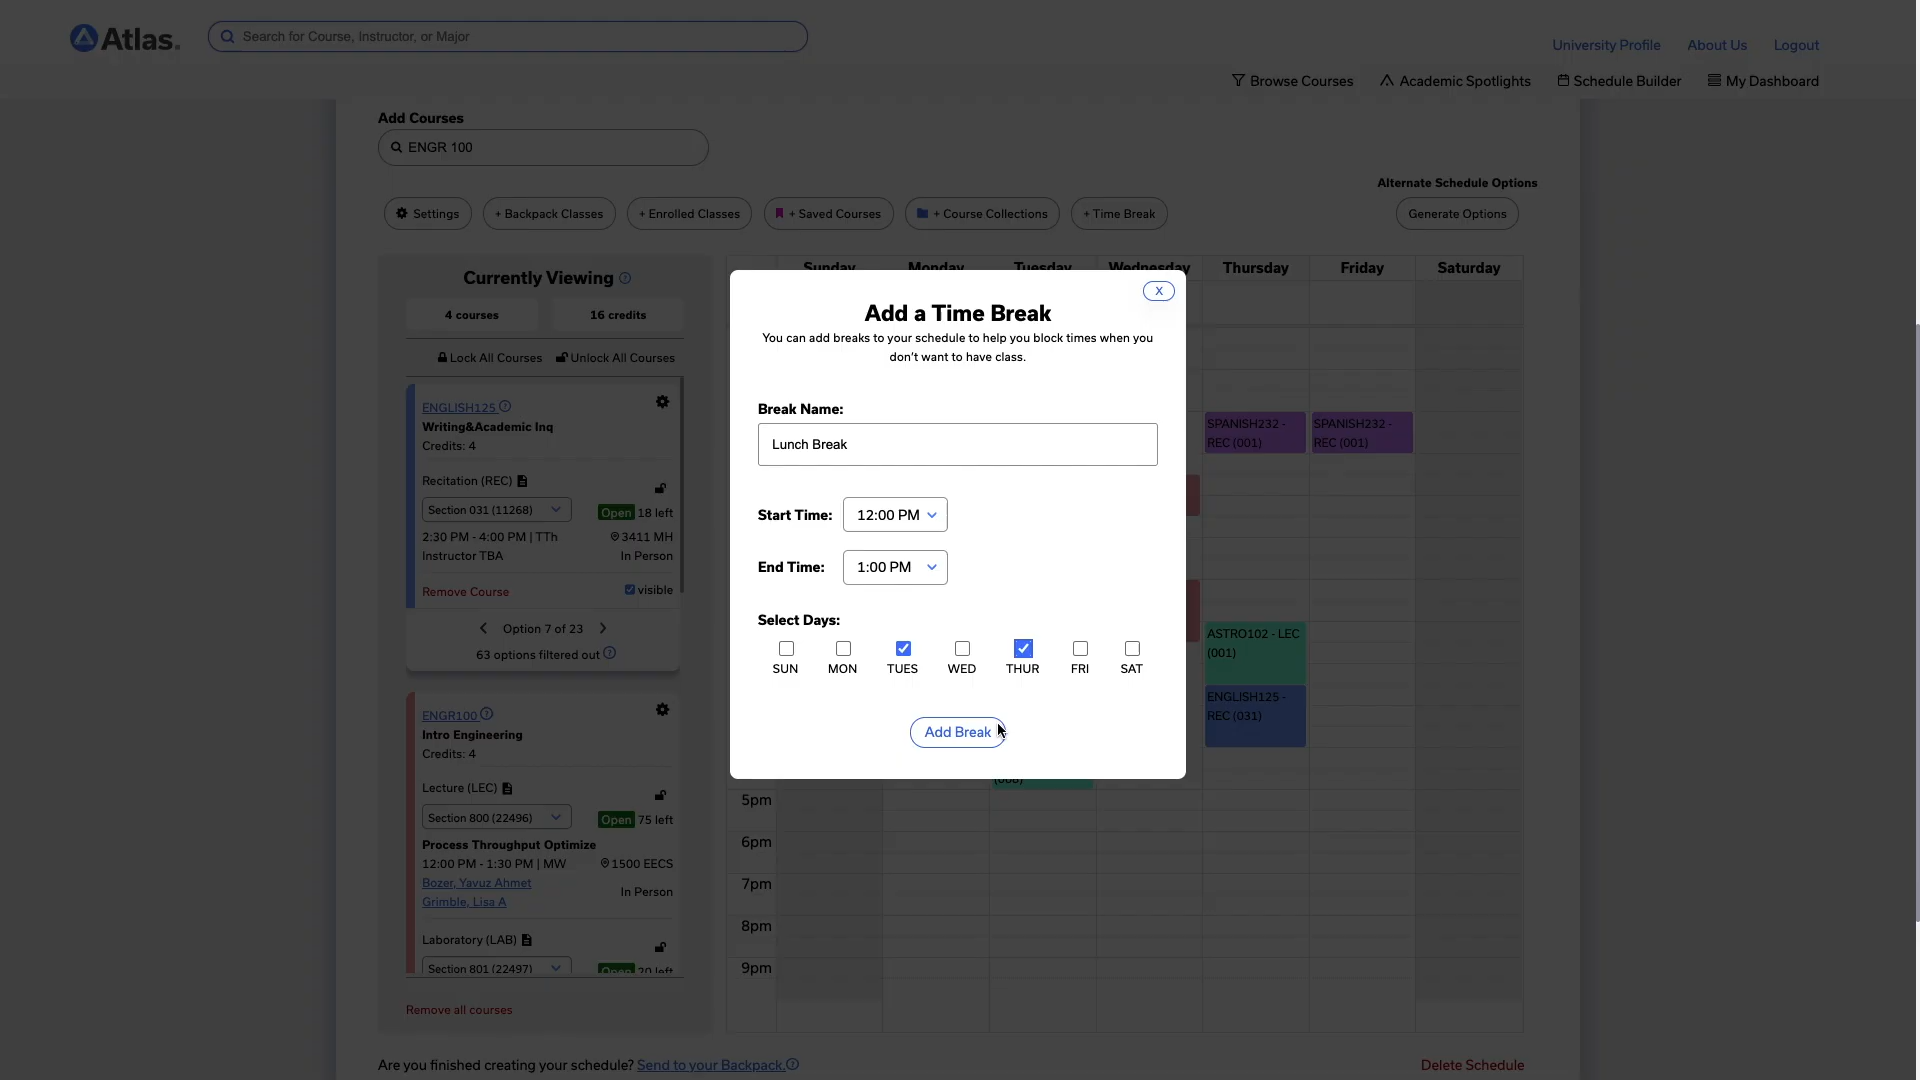 Atlas.
Search for Course, Instructor, or Major
University Profile
About Us
Logout
Browse Courses
Academic Spotlights
Schedule Builder
My Dashboard
Add Courses
ENGR 100
Alternate Schedule Options
Settings
+ Backpack Classes
+ Enrolled Classes
+ Saved Courses
+ Course Collections
+ Time Break
Generate Options
Currently Viewing
4 courses
16 credits
Lock All Courses
Unlock All Courses
ENGLISH125
Writing&Academic Inq
Credits: 4
Recitation (REC)
Section 031 (11268)
Open 18 left
2:30 PM - 4:00 PM | TTh
3411 MH
Instructor TBA
In Person
Remove Course
visible
Option 7 of 23
63 options filtered out
ENGR100
Intro Engineering
Credits: 4
Lecture (LEC)
Section 800 (22496)
Open 75 left
Process Throughput Optimize
12:00 PM - 1:30 PM | MW
1500 EECS
Bozer, Yavuz Ahmet
In Person
Grimble, Lisa A
Laboratory (LAB)
Section 801 (22497)
Open 20 left
Remove all courses
Sunday
Monday
Tuesday
Wednesday
Thursday
Friday
Saturday
SPANISH232 -
REC (001)
SPANISH232 -
REC (001)
ASTRO102 - LEC
(001)
ENGLISH125 -
REC (031)
5pm
6pm
7pm
8pm
9pm
X
Add a Time Break
You can add breaks to your schedule to help you block times when you
don't want to have class.
Break Name:
Lunch Break
Start Time:
12:00 PM
End Time:
1:00 PM
Select Days:
SUN
MON
TUES
WED
THUR
FRI
SAT
Add Break
Are you finished creating your schedule? Send to your Backpack.
Delete Schedule